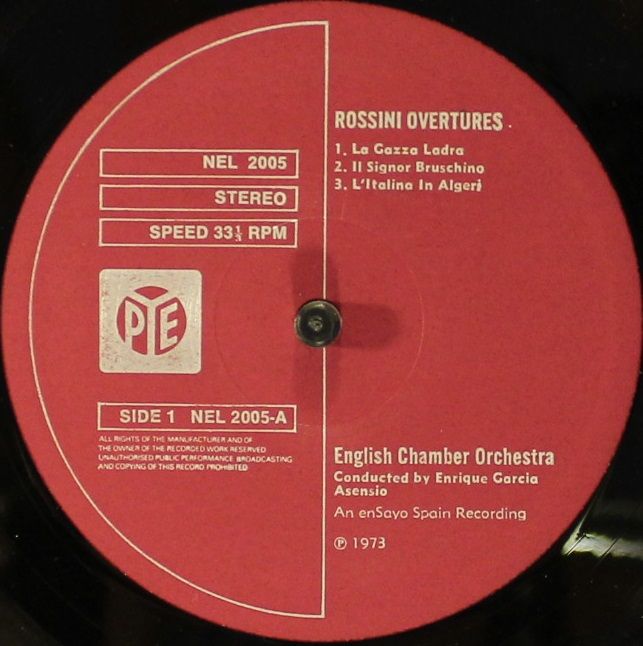 NEL 2005
STEREO
SPEED 33⅓ RPM
PYE
SIDE 1 NEL 2005-A
ALL RIGHTS OF THE MANUFACTURER AND OF
THE OWNER OF THE RECORDED WORK RESERVED
UNAUTHORISED PUBLIC PERFORMANCE BROADCASTING
AND COPYING OF THIS RECORD PROHIBITED
ROSSINI OVERTURES
1. La Gazza Ladra
2. Il Signor Bruschino
3. L'Italina In Algeri
English Chamber Orchestra
Conducted by Enrique Garcia
Asensio
An enSayo Spain Recording
℗ 1973